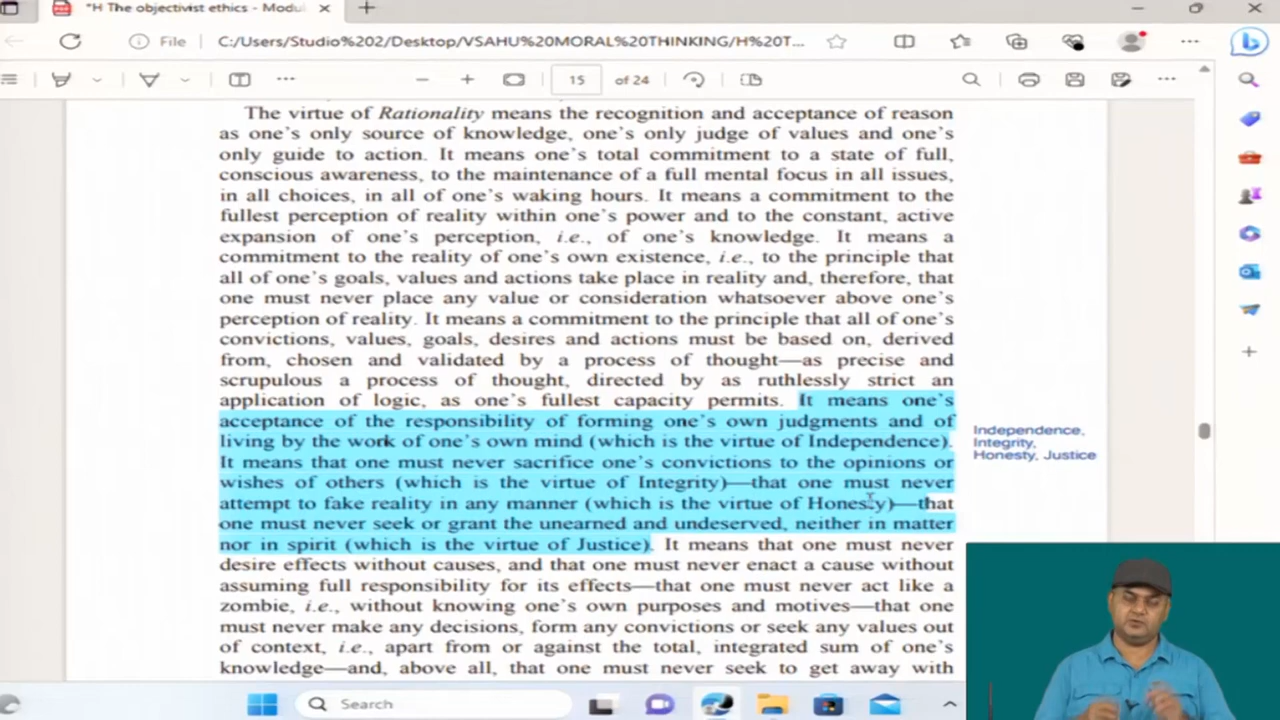 *H The objectivist ethics - Modu
File
C:/Users/Studio%202/Desktop/VSAHU%20MORAL%20THINKING/H%20T...
15 of 24
The virtue of Rationality means the recognition and acceptance of reason
as one's only source of knowledge, one's only judge of values and one's
only guide to action. It means one's total commitment to a state of full,
conscious awareness, to the maintenance of a full mental focus in all issues,
in all choices, in all of one's waking hours. It means a commitment to the
fullest perception of reality within one's power and to the constant, active
expansion of one's perception, i.e., of one's knowledge. It means a
commitment to the reality of one's own existence, i.e., to the principle that
all of one's goals, values and actions take place in reality and, therefore, that
one must never place any value or consideration whatsoever above one's
perception of reality. It means a commitment to the principle that all of one's
convictions, values, goals, desires and actions must be based on, derived
from, chosen and validated by a process of thought—as precise and
scrupulous a process of thought, directed by as ruthlessly strict an
application of logic, as one's fullest capacity permits. It means one's
acceptance of the responsibility of forming one's own judgments and of
living by the work of one's own mind (which is the virtue of Independence).
It means that one must never sacrifice one's convictions to the opinions or
wishes of others (which is the virtue of Integrity)—that one must never
attempt to fake reality in any manner (which is the virtue of Honesty)—that
one must never seek or grant the unearned and undeserved, neither in matter
nor in spirit (which is the virtue of Justice). It means that one must never
desire effects without causes, and that one must never enact a cause without
assuming full responsibility for its effects—that one must never act like a
zombie, i.e., without knowing one's own purposes and motives—that one
must never make any decisions, form any convictions or seek any values out
of context, i.e., apart from or against the total, integrated sum of one's
knowledge—and, above all, that one must never seek to get away with
Independence,
Integrity,
Honesty, Justice
Search